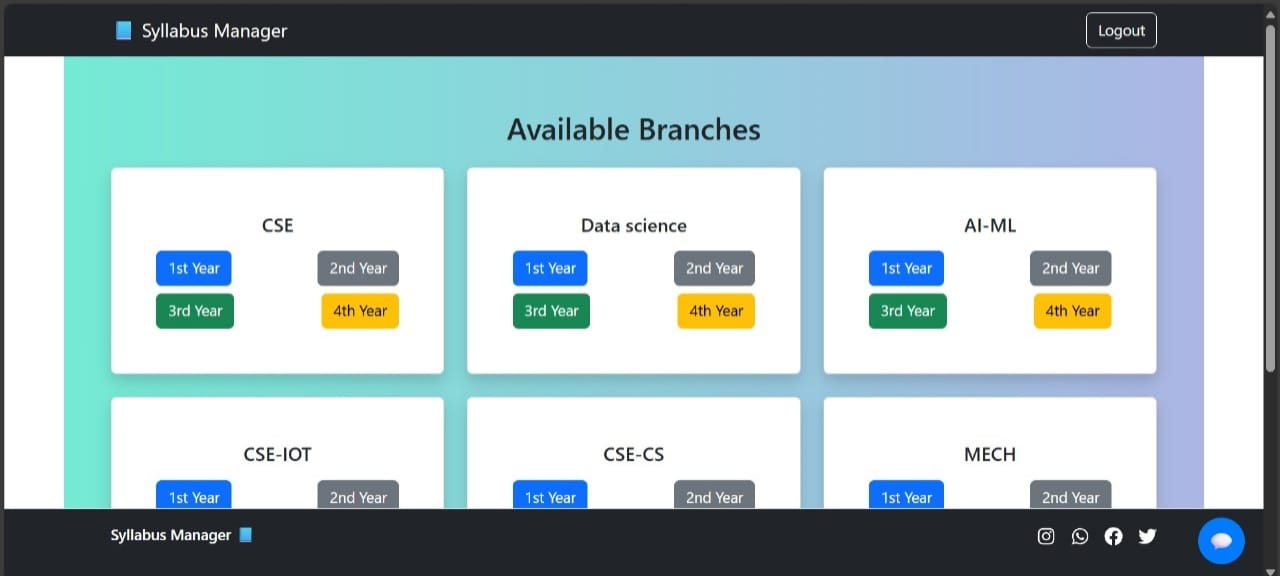 📘 Syllabus Manager
Logout
Available Branches
CSE
1st Year 2nd Year
3rd Year 4th Year
Data science
1st Year 2nd Year
3rd Year 4th Year
AI-ML
1st Year 2nd Year
3rd Year 4th Year
CSE-IOT
1st Year 2nd Year
CSE-CS
1st Year 2nd Year
MECH
1st Year 2nd Year
Syllabus Manager 📘